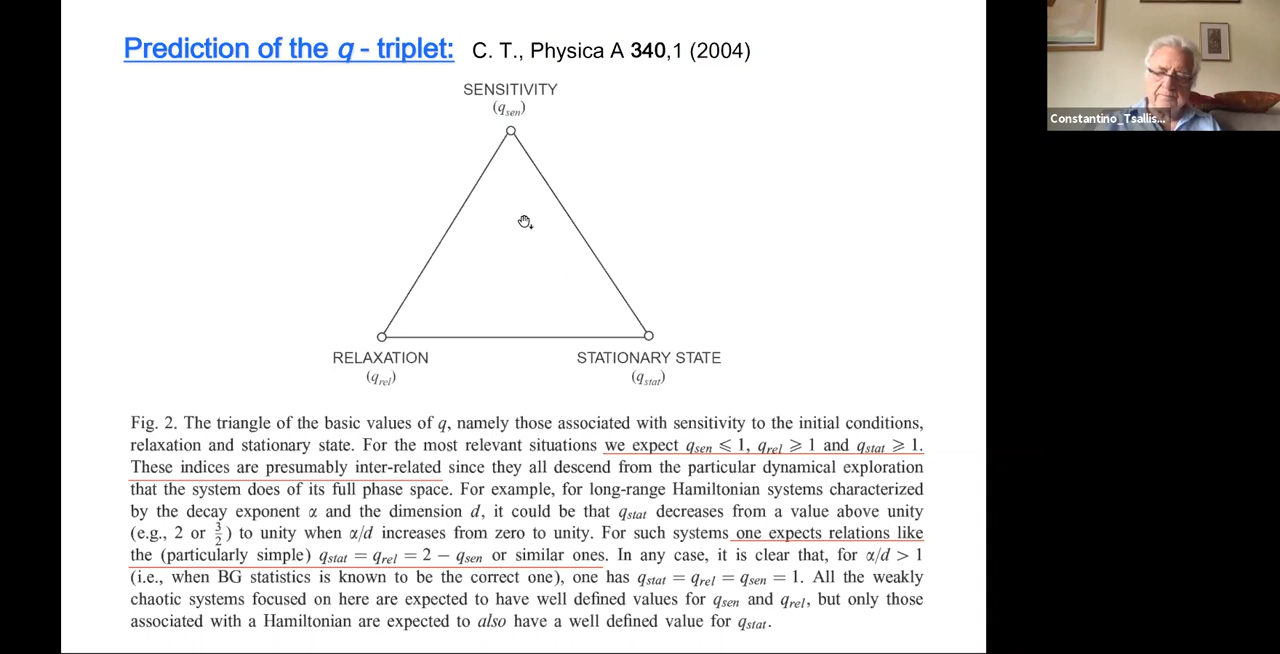 Prediction of the q - triplet: C. T., Physica A 340,1 (2004)
SENSITIVITY
(q_sen)
RELAXATION
(q_rel)
STATIONARY STATE
(q_stat)
Fig. 2. The triangle of the basic values of q, namely those associated with sensitivity to the initial conditions,
relaxation and stationary state. For the most relevant situations we expect q_sen ⩽ 1, q_rel ⩾ 1 and q_stat ⩾ 1.
These indices are presumably inter-related since they all descend from the particular dynamical exploration
that the system does of its full phase space. For example, for long-range Hamiltonian systems characterized
by the decay exponent α and the dimension d, it could be that q_stat decreases from a value above unity
(e.g., 2 or 3/2) to unity when α/d increases from zero to unity. For such systems one expects relations like
the (particularly simple) q_stat = q_rel = 2 − q_sen or similar ones. In any case, it is clear that, for α/d > 1
(i.e., when BG statistics is known to be the correct one), one has q_stat = q_rel = q_sen = 1. All the weakly
chaotic systems focused on here are expected to have well defined values for q_sen and q_rel, but only those
associated with a Hamiltonian are expected to also have a well defined value for q_stat.
Constantino_Tsallis...